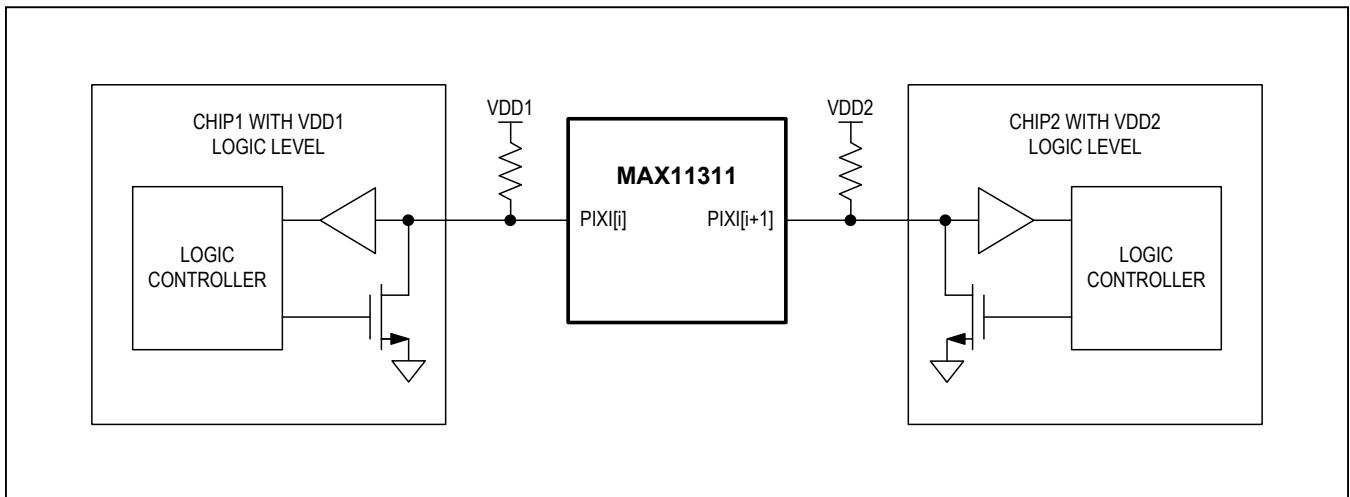 CHIP1 WITH VDD1
LOGIC LEVEL
LOGIC
CONTROLLER
VDD1
MAX11311
PIXI[i]
PIXI[i+1]
VDD2
CHIP2 WITH VDD2
LOGIC LEVEL
LOGIC
CONTROLLER